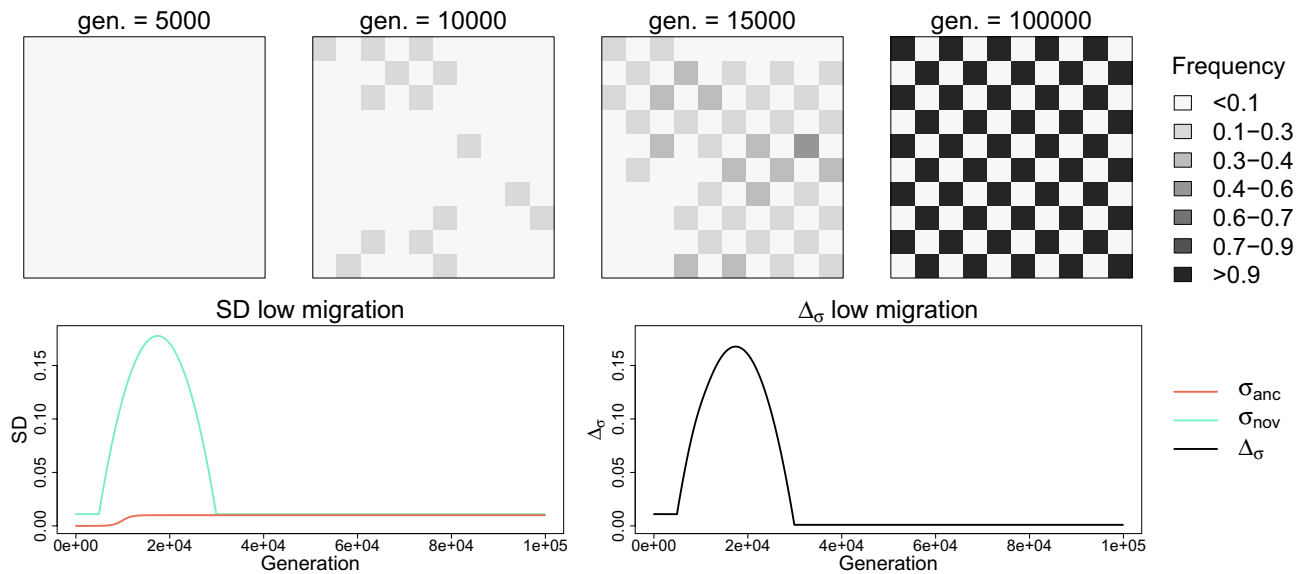 gen. = 5000
gen. = 10000
gen. = 15000
gen. = 100000
Frequency
<0.1
0.1−0.3
0.3−0.4
0.4−0.6
0.6−0.7
0.7−0.9
>0.9
SD low migration
SD
0.00
0.05
0.10
0.15
0e+00
2e+04
4e+04
6e+04
8e+04
1e+05
Generation
Δσ low migration
Δσ
0.00
0.05
0.10
0.15
0e+00
2e+04
4e+04
6e+04
8e+04
1e+05
Generation
σanc
σnov
Δσ